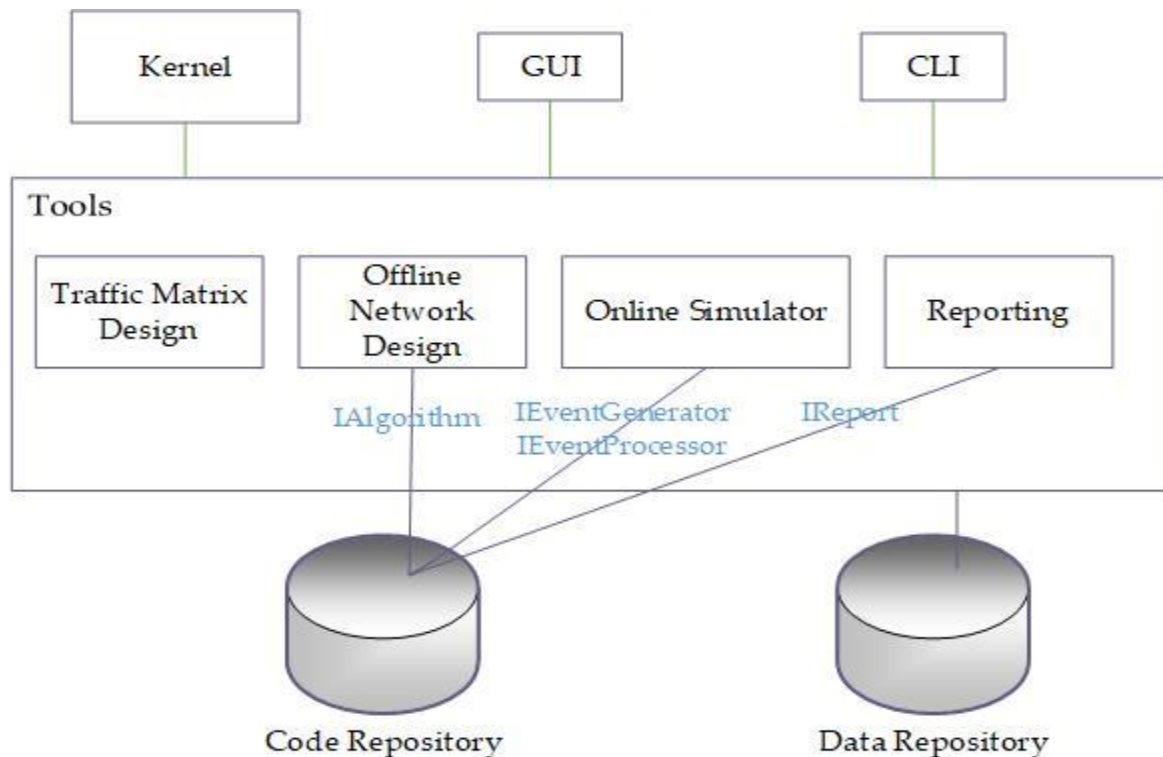 Kernel
GUI
CLI
Tools
Traffic Matrix
Design
Offline
Network
Design
Online Simulator
Reporting
IAlgorithm
IEventGenerator
IEventProcessor
IReport
Code Repository
Data Repository